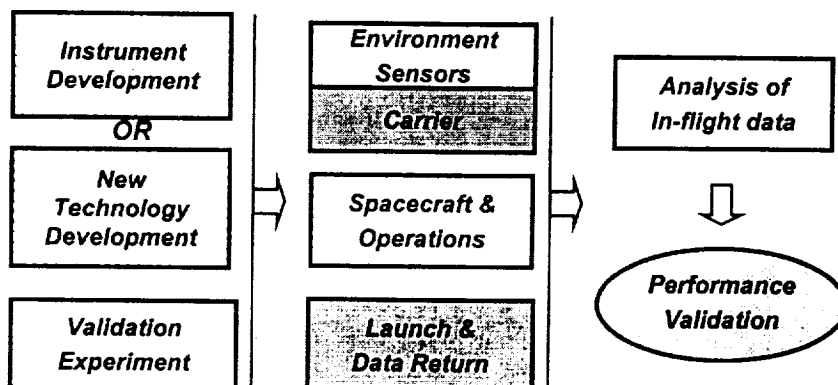 Instrument
Development
OR
New
Technology
Development
Validation
Experiment
Environment
Sensors
Carrier
Spacecraft &
Operations
Launch &
Data Return
Analysis of
In-flight data
Performance
Validation